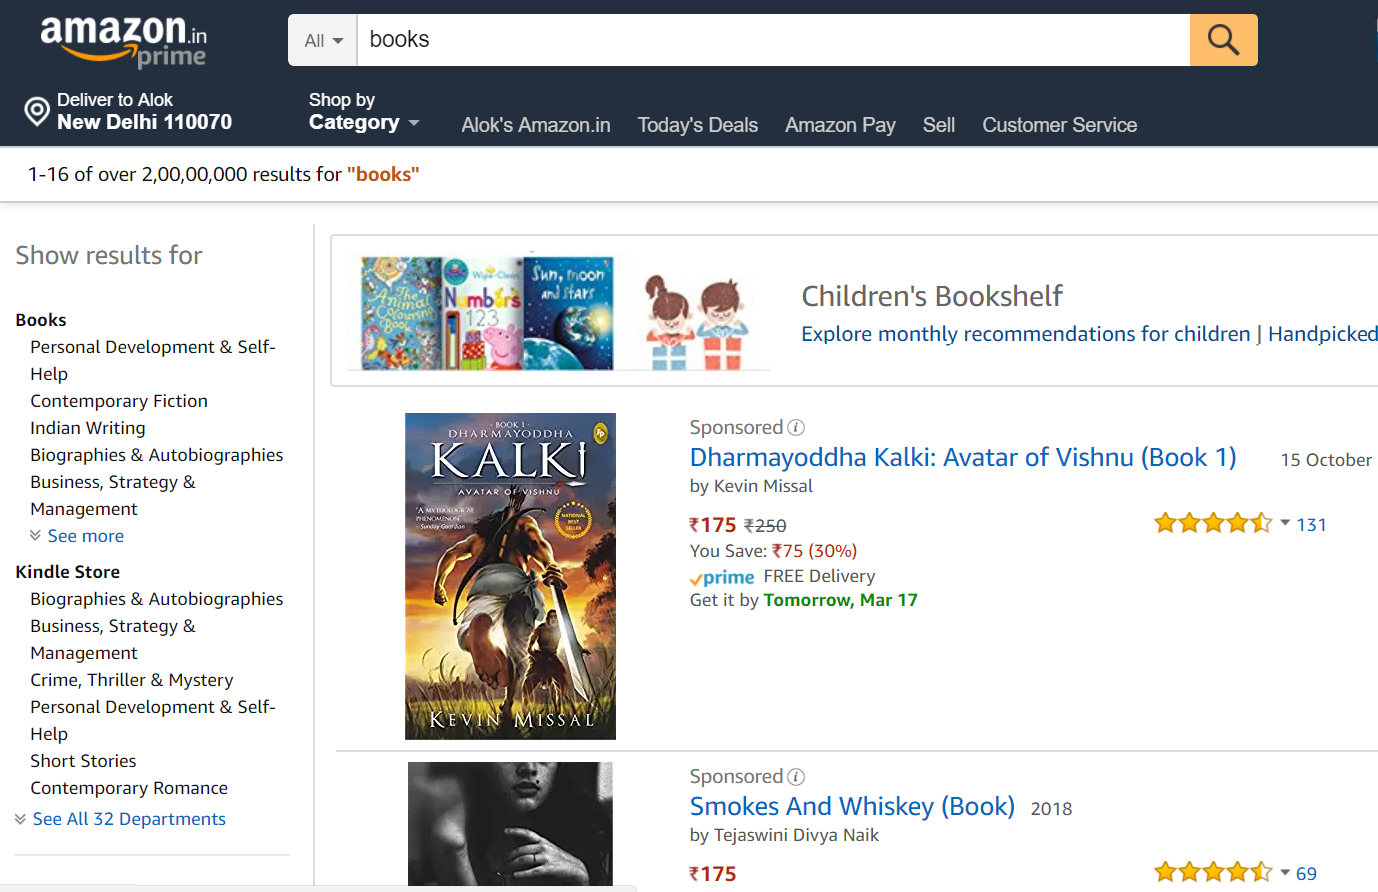 amazon.in
prime
All
books
Deliver to Alok
New Delhi 110070
Shop by
Category
Alok's Amazon.in
Today's Deals
Amazon Pay
Sell
Customer Service
1-16 of over 2,00,00,000 results for "books"
Show results for
Books
Personal Development & Self-
Help
Contemporary Fiction
Indian Writing
Biographies & Autobiographies
Business, Strategy &
Management
See more
Kindle Store
Biographies & Autobiographies
Business, Strategy &
Management
Crime, Thriller & Mystery
Personal Development & Self-
Help
Short Stories
Contemporary Romance
See All 32 Departments
The
Animal
Colouring
Book
Wipe-Clean
Numbers
123
Sun, moon
and stars
Children's Bookshelf
Explore monthly recommendations for children | Handpicked
- BOOK 1 -
DHARMAYODDHA
KALKI
AVATAR OF VISHNU
"A MYTHOLOGICAL
PHENOMENON"
- Sunday Guardian
NATIONAL
BEST
SELLER
FP
KEVIN MISSAL
Sponsored
Dharmayoddha Kalki: Avatar of Vishnu (Book 1) 15 October
by Kevin Missal
₹175 ₹250
131
You Save: ₹75 (30%)
prime FREE Delivery
Get it by Tomorrow, Mar 17
Sponsored
Smokes And Whiskey (Book) 2018
by Tejaswini Divya Naik
₹175
69